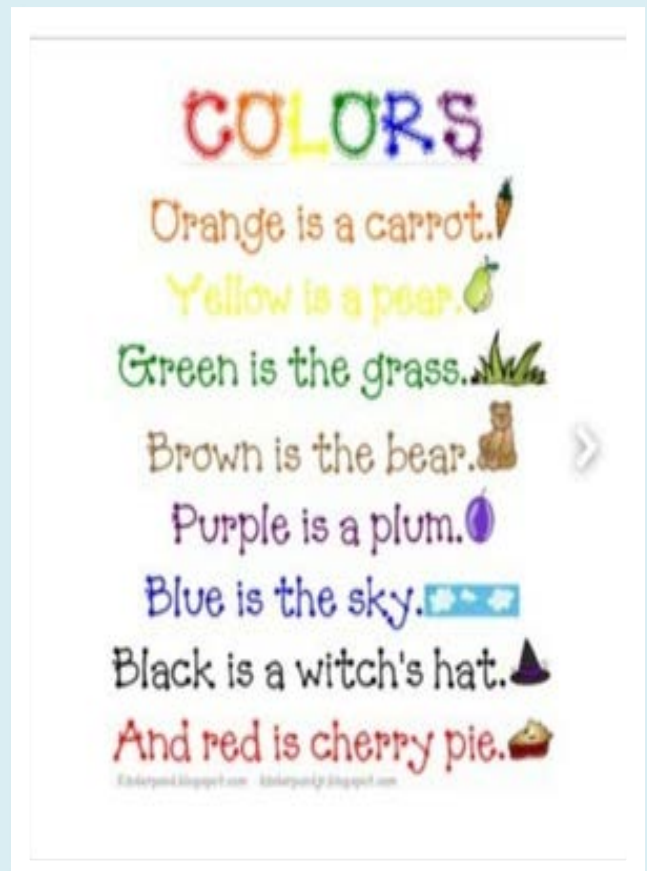 COLORS
Orange is a carrot.
Yellow is a pear.
Green is the grass.
Brown is the bear.
Purple is a plum.
Blue is the sky.
Black is a witch's hat.
And red is cherry pie.